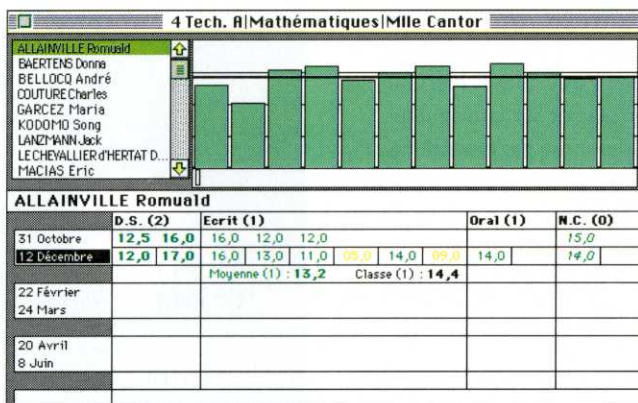 4 Tech. A|Mathématiques|Mlle Cantor
ALLAINVILLE Romuald
BAERTENS Donna
BELLOCQ André
COUTURE Charles
GARCEZ Maria
KODOMO Song
LANZMANN Jack
LECHEVALLIER d'HERTAT D...
MACIAS Eric
ALLAINVILLE Romuald
D.S. (2) Ecrit (1) Oral (1) N.C. (0)
31 Octobre 12,5 16,0 16,0 12,0 12,0 15,0
12 Décembre 12,0 17,0 16,0 13,0 11,0 05,0 14,0 09,0 14,0 14,0
Moyenne (1) : 13,2 Classe (1) : 14,4
22 Février
24 Mars
20 Avril
8 Juin